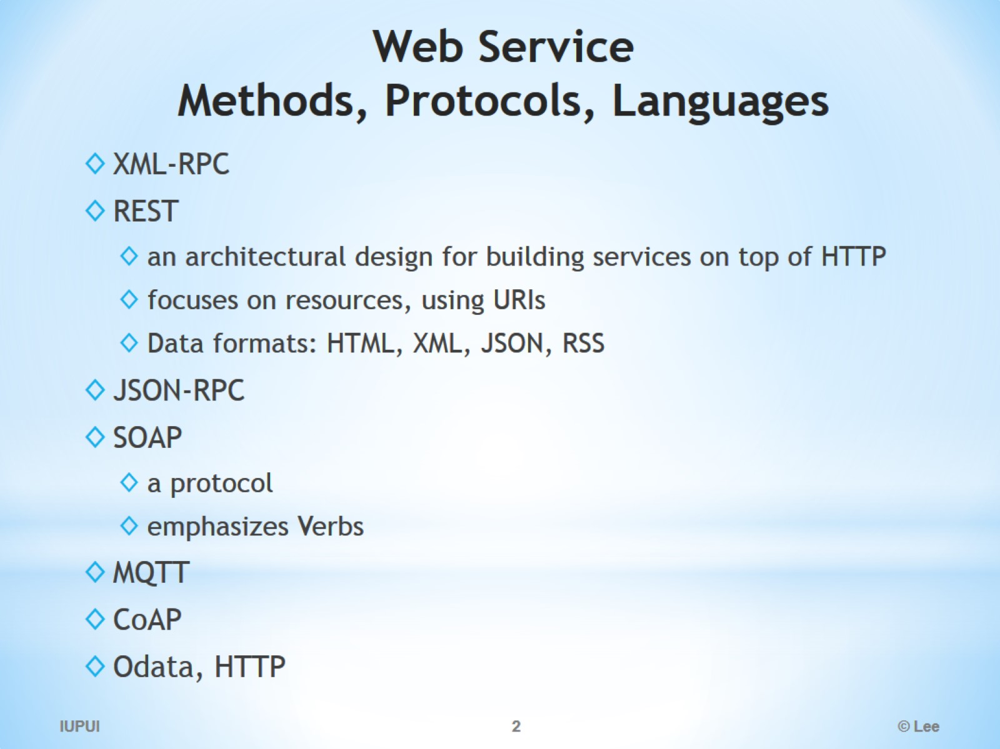 Web Service
Methods, Protocols, Languages
XML-RPC
REST
an architectural design for building services on top of HTTP
focuses on resources, using URIs
Data formats: HTML, XML, JSON, RSS
JSON-RPC
SOAP
a protocol
emphasizes Verbs
MQTT
CoAP
Odata, HTTP
IUPUI 2 © Lee